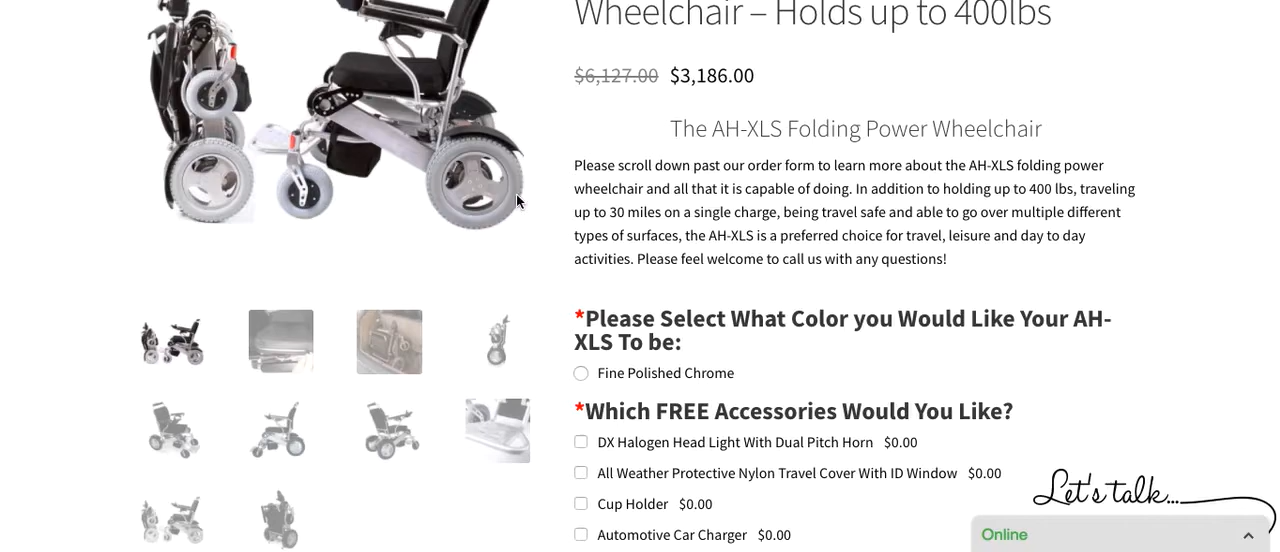 Wheelchair – Holds up to 400lbs
$6,127.00 $3,186.00
The AH-XLS Folding Power Wheelchair
Please scroll down past our order form to learn more about the AH-XLS folding power
wheelchair and all that it is capable of doing. In addition to holding up to 400 lbs, traveling
up to 30 miles on a single charge, being travel safe and able to go over multiple different
types of surfaces, the AH-XLS is a preferred choice for travel, leisure and day to day
activities. Please feel welcome to call us with any questions!
*Please Select What Color you Would Like Your AH-
XLS To be:
Fine Polished Chrome
*Which FREE Accessories Would You Like?
DX Halogen Head Light With Dual Pitch Horn $0.00
All Weather Protective Nylon Travel Cover With ID Window $0.00
Cup Holder $0.00
Automotive Car Charger $0.00
Let's talk...
Online